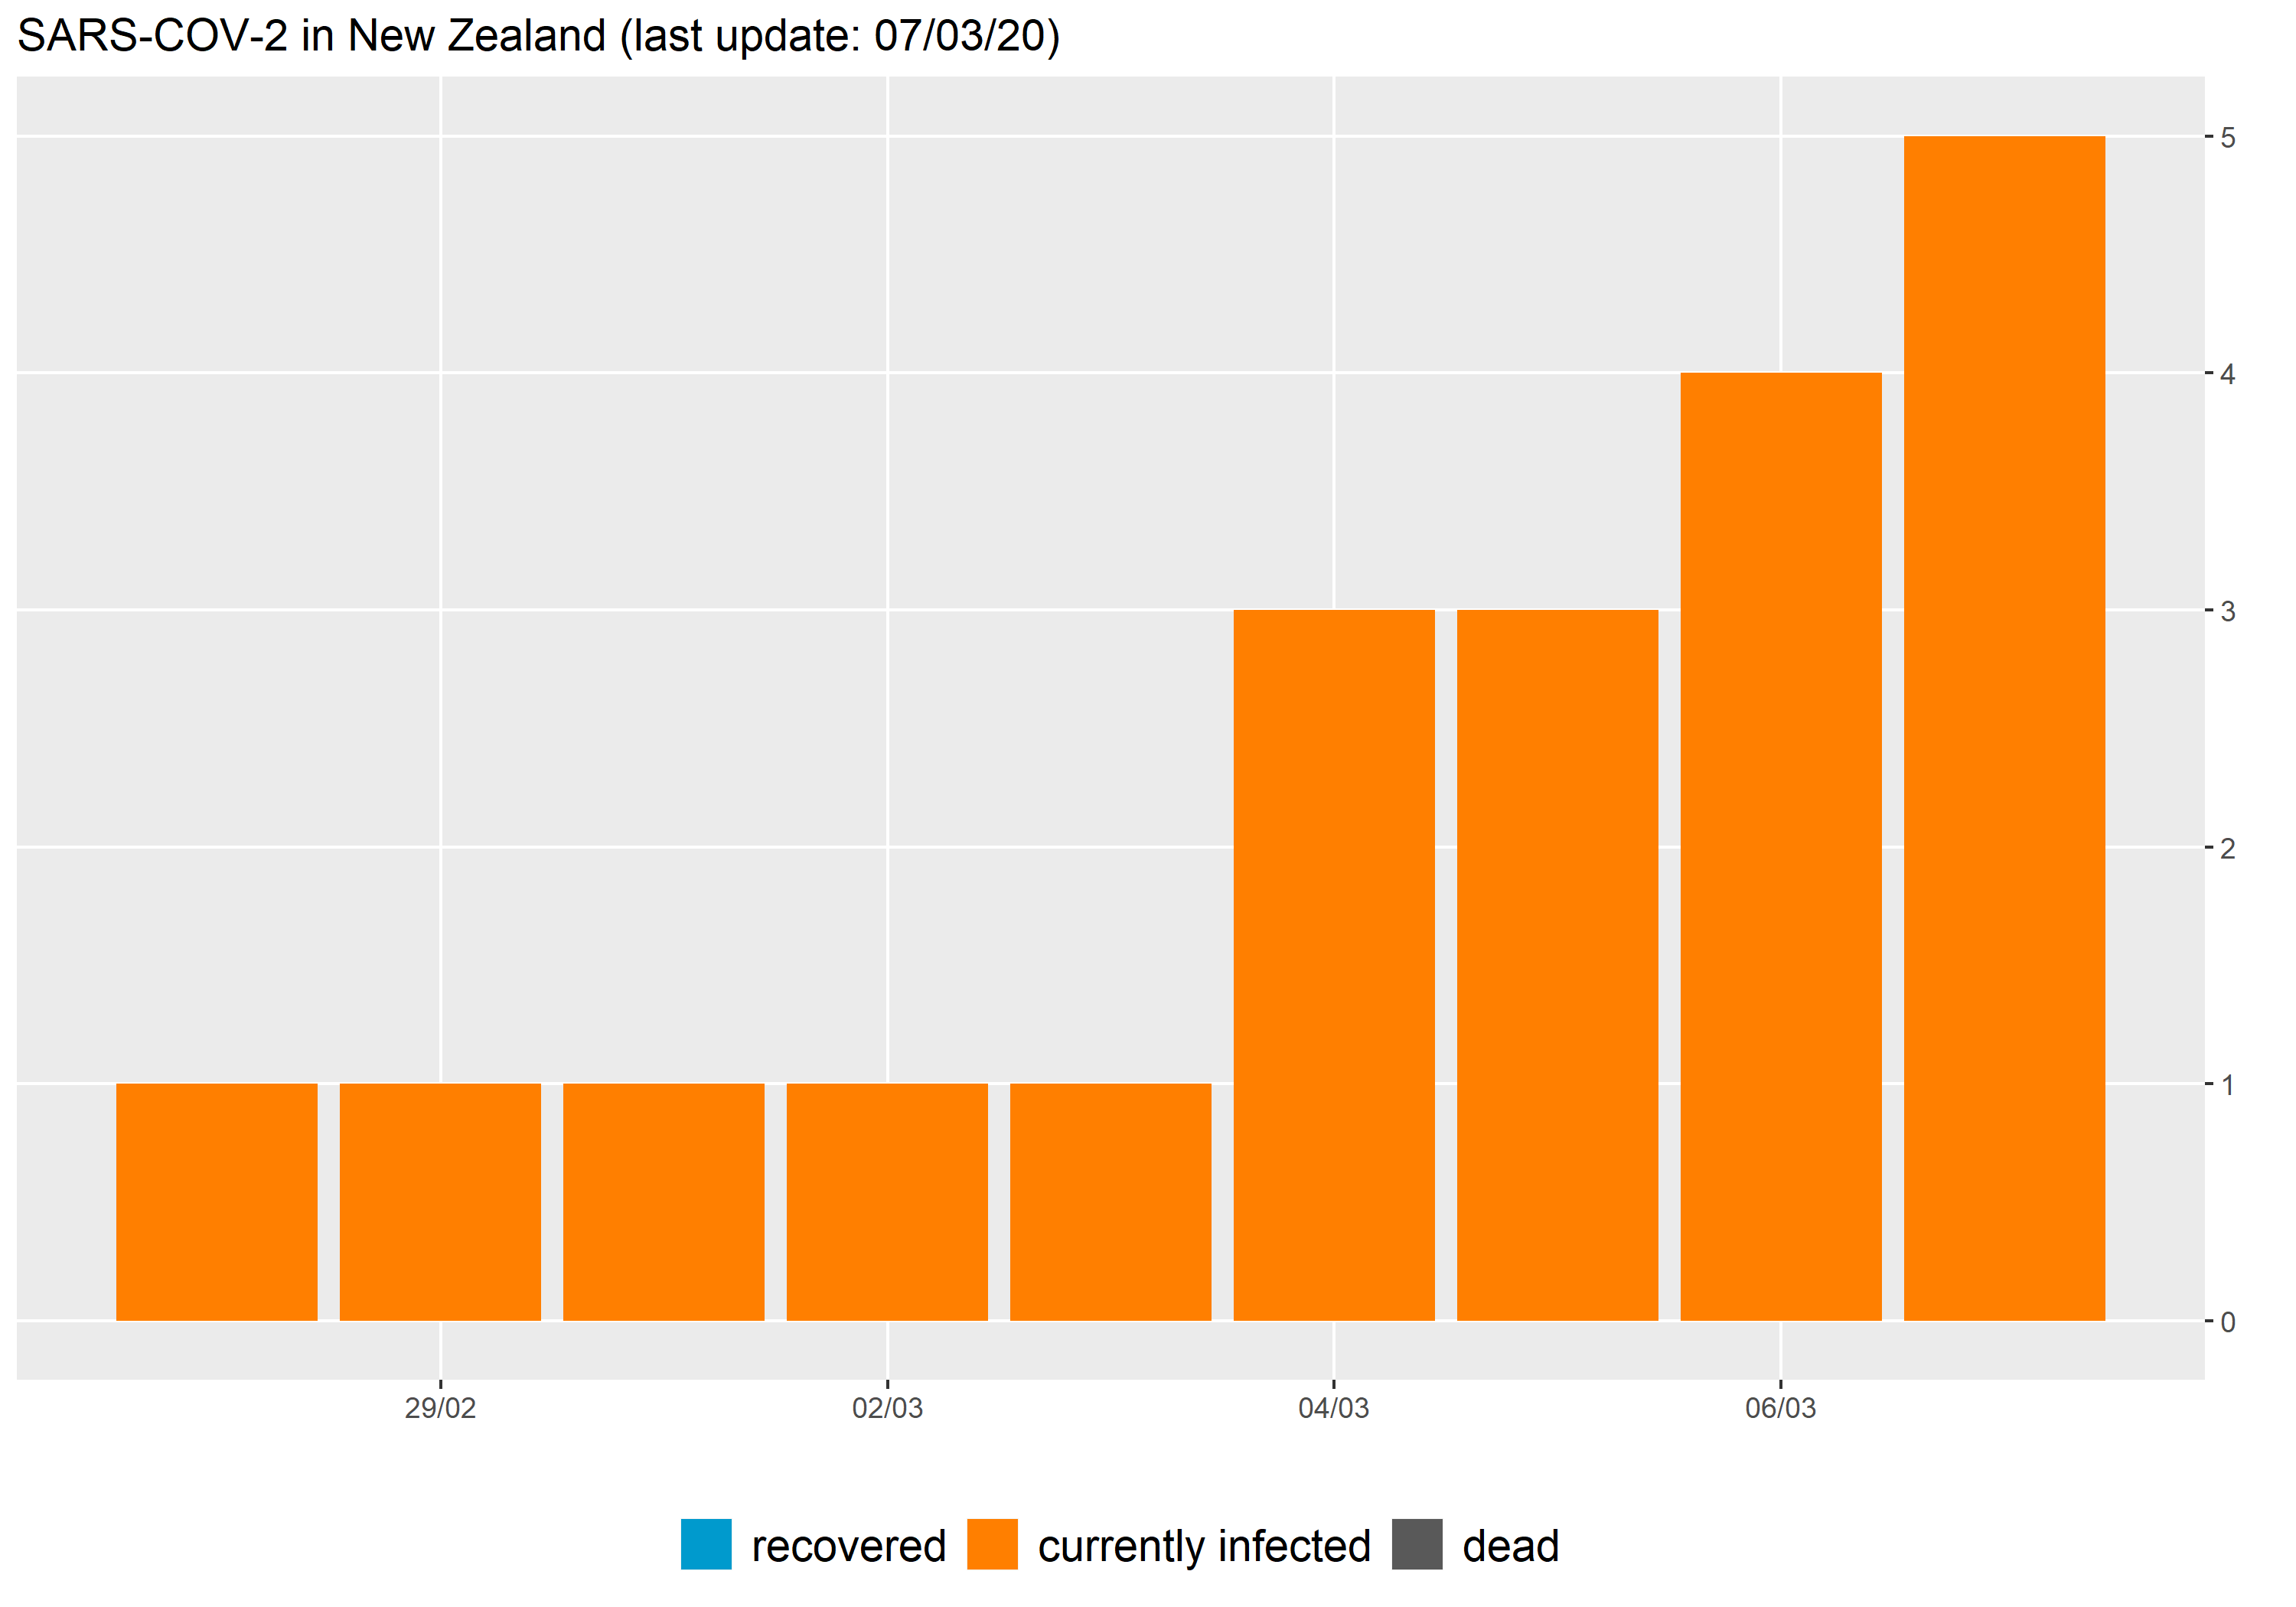 SARS-COV-2 in New Zealand (last update: 07/03/20)
5
4
3
2
1
0
29/02 02/03 04/03 06/03
recovered currently infected dead